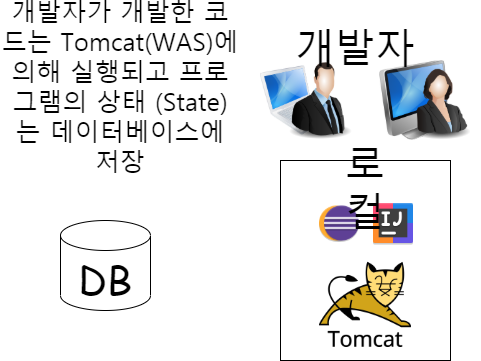 개발자가 개발한 코
드는 Tomcat(WAS)에
의해 실행되고 프로
그램의 상태 (State)
는 데이터베이스에
저장
개발자
로
컬
IJ
DB
Tomcat